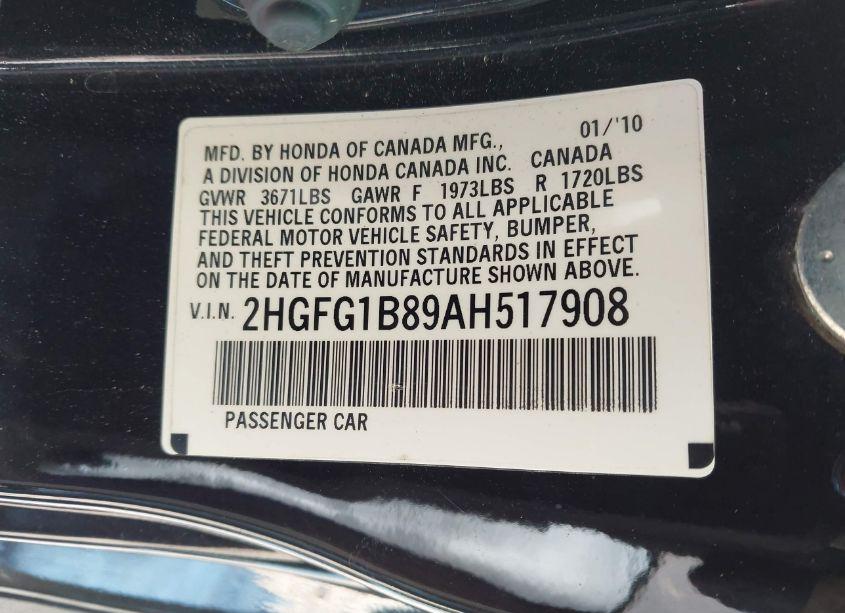 01/'10
MFD. BY HONDA OF CANADA MFG.,
A DIVISION OF HONDA CANADA INC. CANADA
GVWR 3671LBS GAWR F 1973LBS R 1720LBS
THIS VEHICLE CONFORMS TO ALL APPLICABLE
FEDERAL MOTOR VEHICLE SAFETY, BUMPER,
AND THEFT PREVENTION STANDARDS IN EFFECT
ON THE DATE OF MANUFACTURE SHOWN ABOVE.
V.I.N. 2HGFG1B89AH517908
PASSENGER CAR